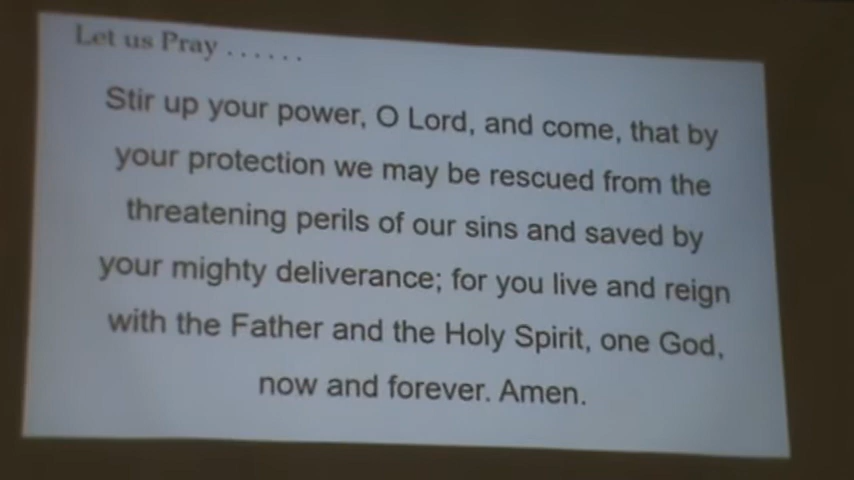 Let us Pray ......
Stir up your power, O Lord, and come, that by
your protection we may be rescued from the
threatening perils of our sins and saved by
your mighty deliverance; for you live and reign
with the Father and the Holy Spirit, one God,
now and forever. Amen.